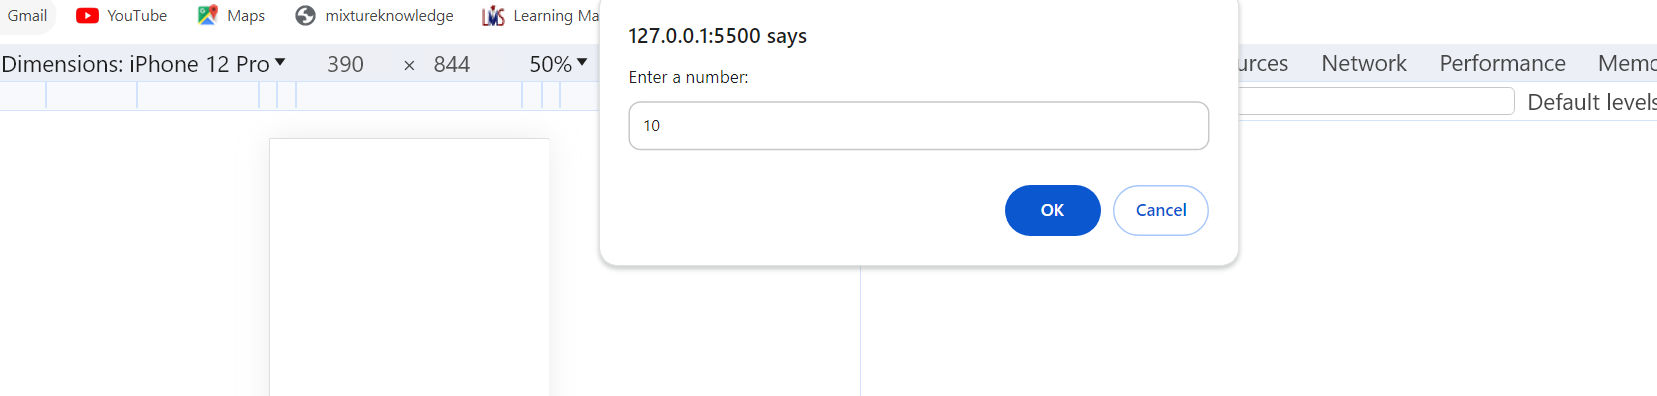 Gmail YouTube Maps mixtureknowledge Learning Ma
127.0.0.1:5500 says
Dimensions: iPhone 12 Pro 390 × 844 50% urces Network Performance Memo
Enter a number:
Default levels
10
OK Cancel